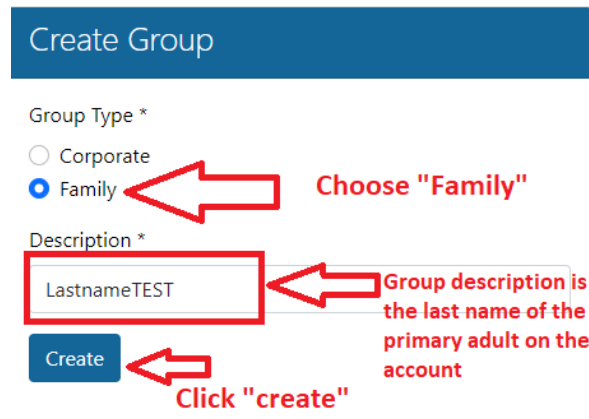 Create Group
Group Type *
Corporate
Family
Choose "Family"
Description *
LastnameTEST
Group description is
the last name of the
primary adult on the
account
Create
Click "create"